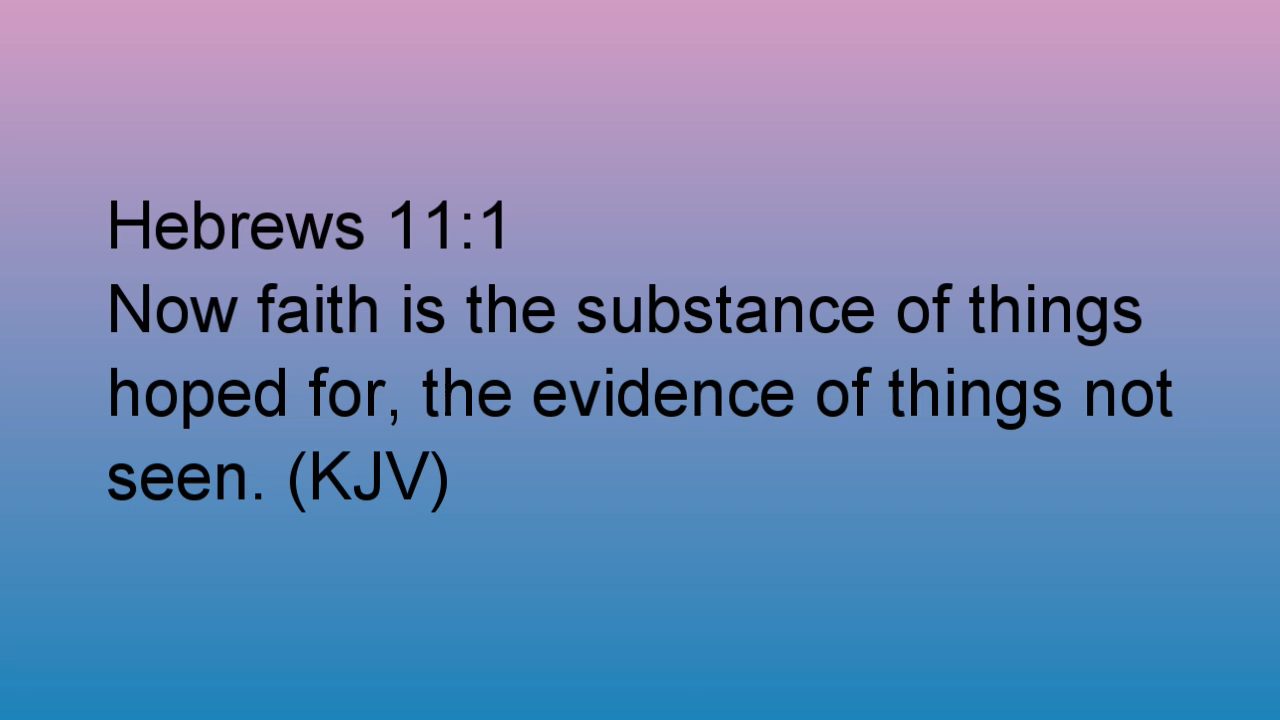 Hebrews 11:1
Now faith is the substance of things
hoped for, the evidence of things not
seen. (KJV)